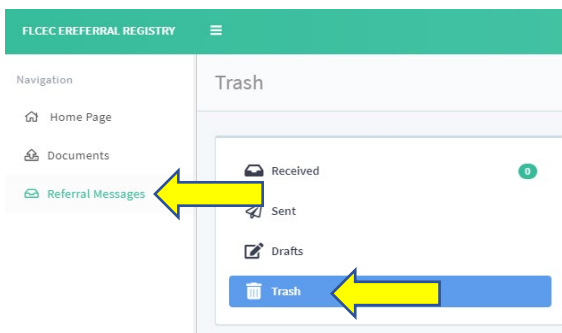 FLCEC EREFERRAL REGISTRY
Navigation
Home Page
Documents
Referral Messages
Trash
Received 0
Sent
Drafts
Trash